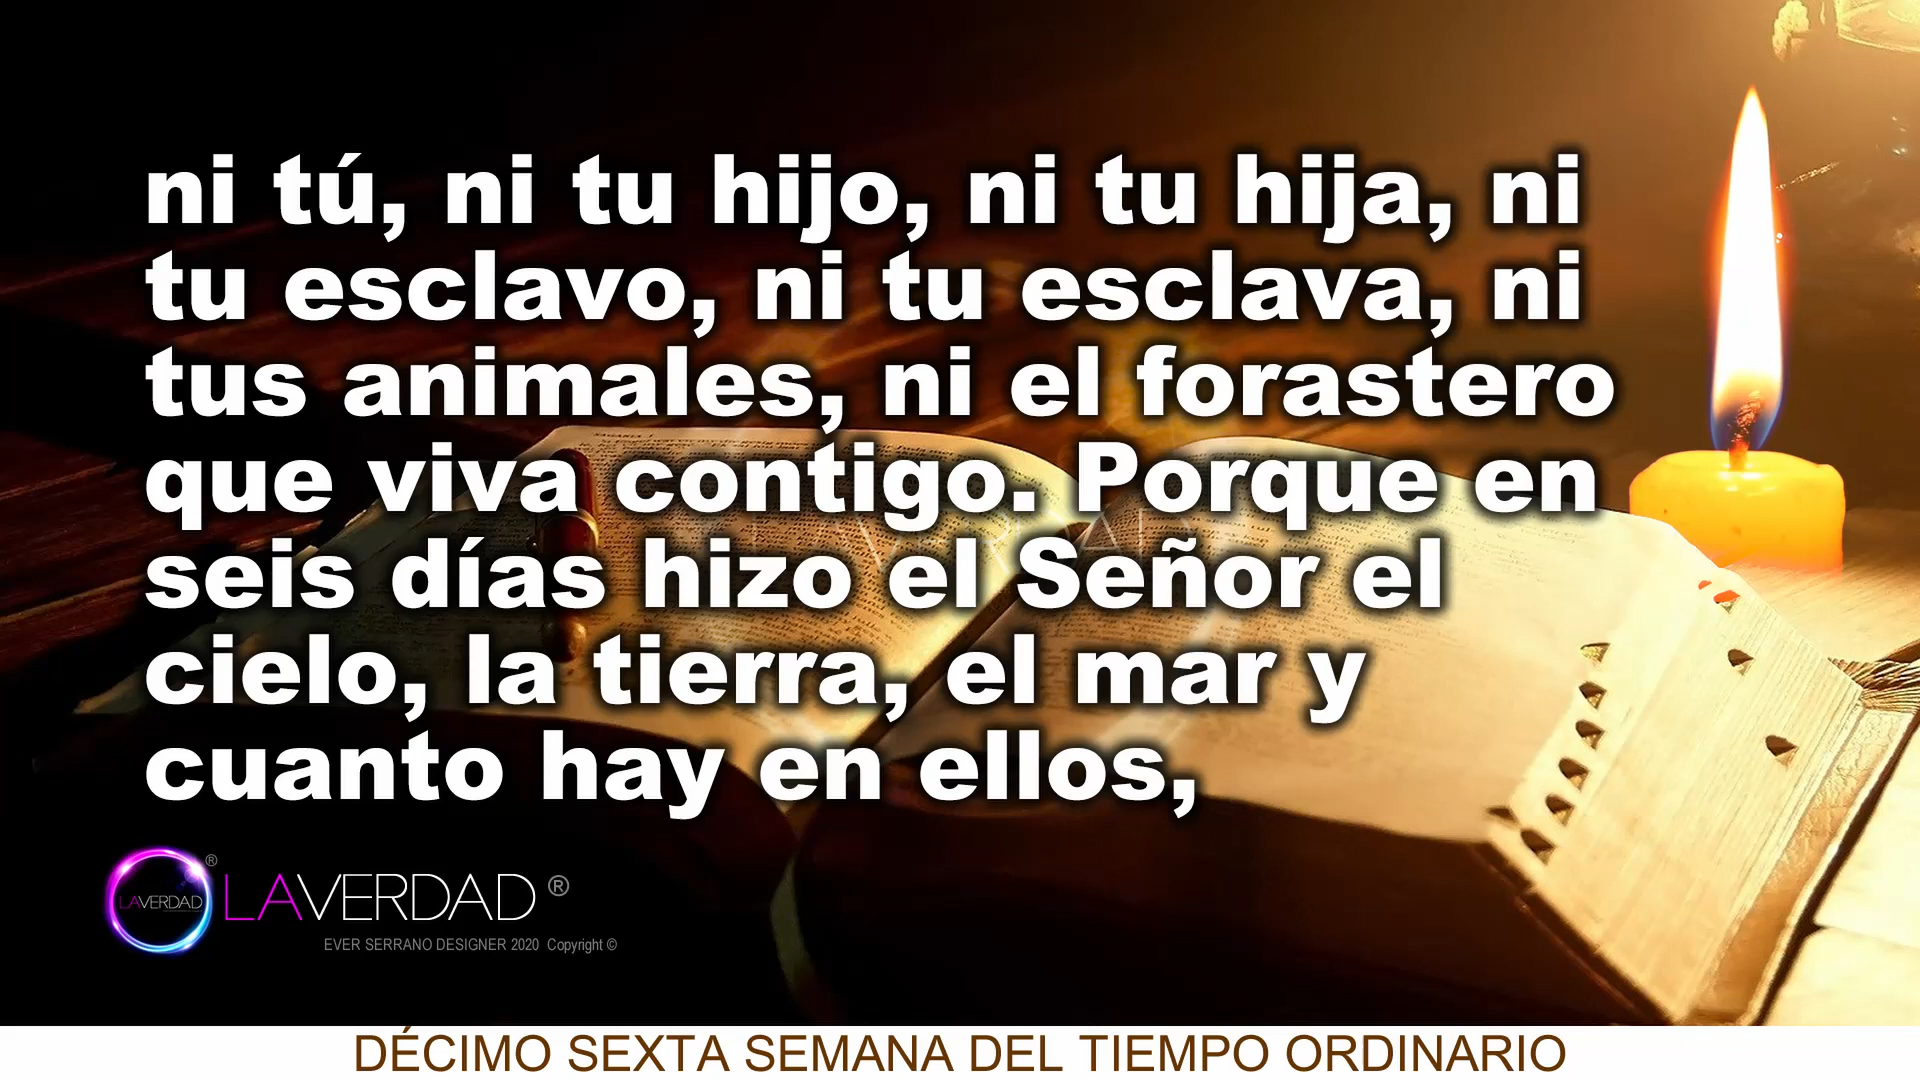 ni tú, ni tu hijo, ni tu hija, ni
tu esclavo, ni tu esclava, ni
tus animales, ni el forastero
que viva contigo. Porque en
seis días hizo el Señor el
cielo, la tierra, el mar y
cuanto hay en ellos,
LAVERDAD ®
LAVERDAD ®
EVER SERRANO DESIGNER 2020 Copyright ©
DÉCIMO SEXTA SEMANA DEL TIEMPO ORDINARIO